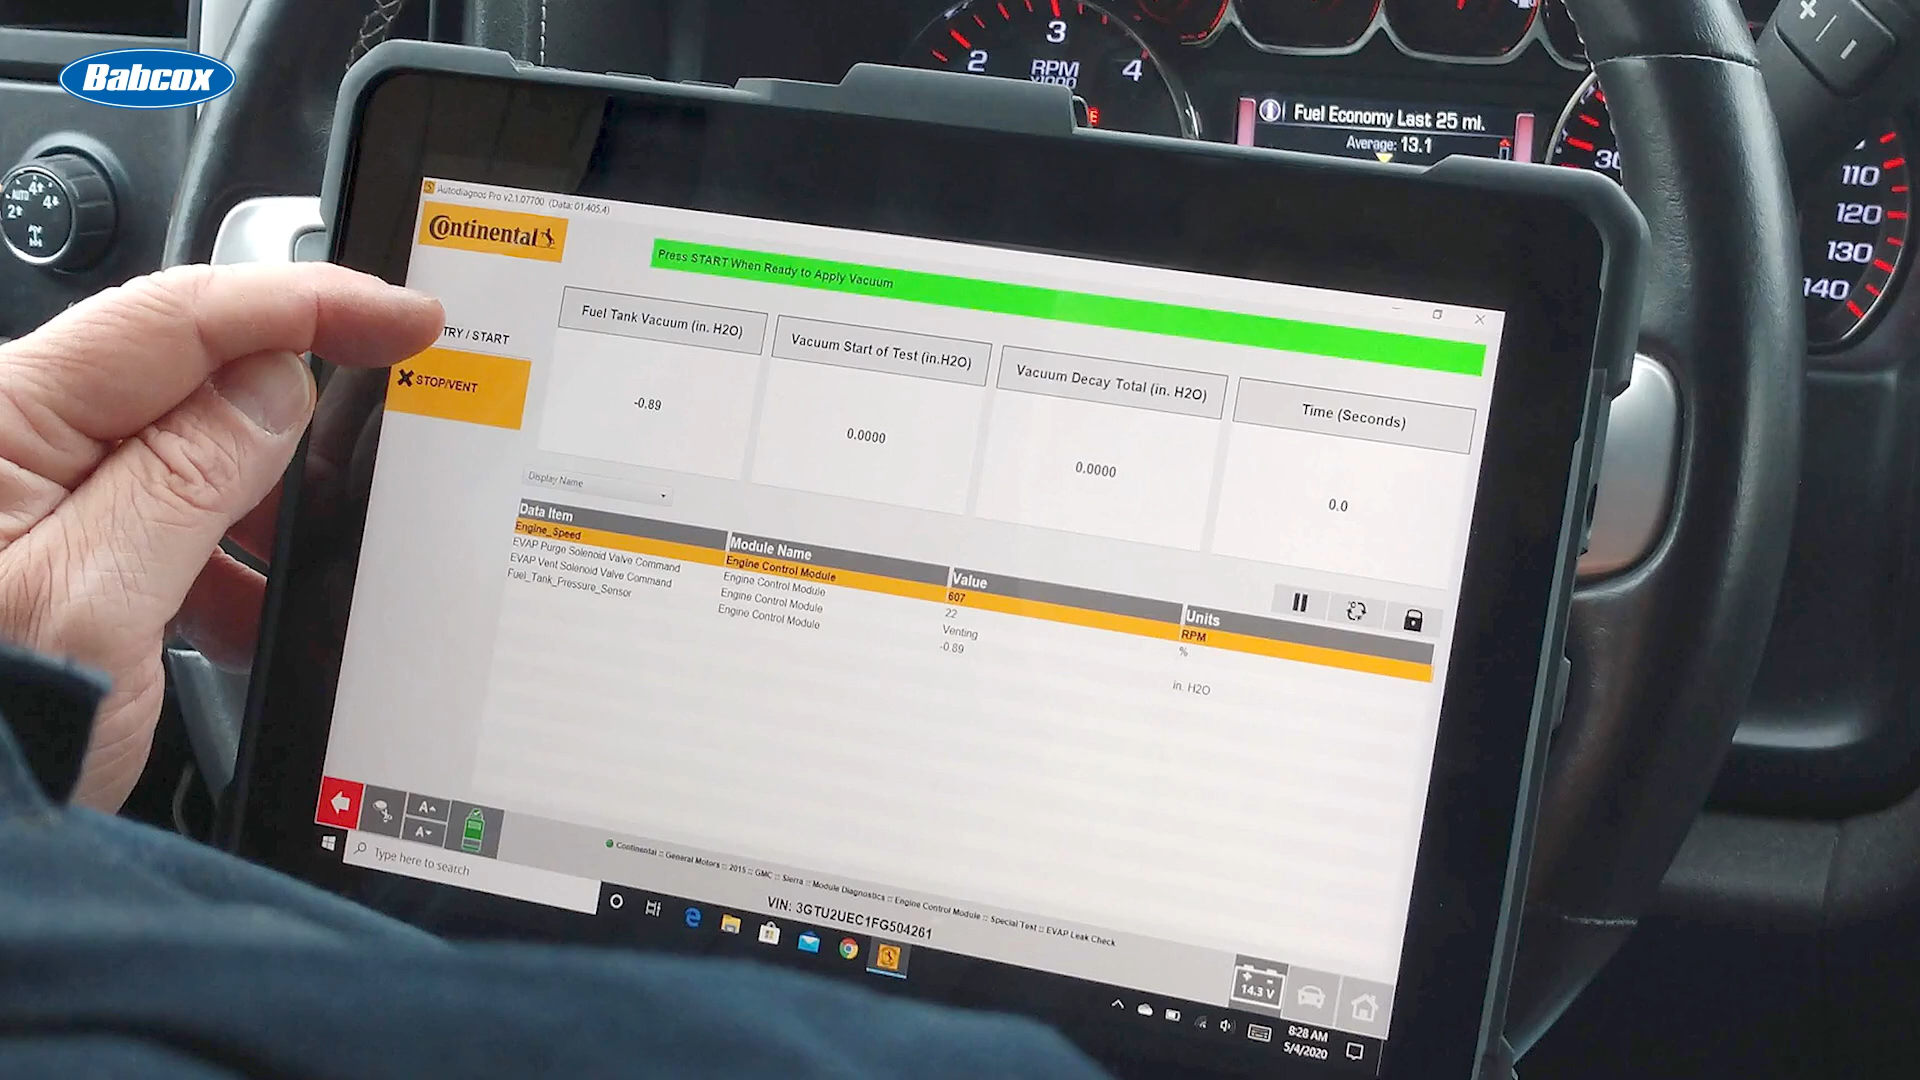 Babcox
2
3
4
RPM
x1000
Fuel Economy Last 25 mi.
Average: 13.1
110
120
130
140
AUTO
2
4
4
Autodiagnos Pro v2.1.07700 (Data: 01.405.4)
Continental
Press START When Ready to Apply Vacuum
TRY / START
STOP/VENT
Fuel Tank Vacuum (in. H2O)
Vacuum Start of Test (in.H2O)
Vacuum Decay Total (in. H2O)
Time (Seconds)
-0.89
0.0000
0.0000
0.0
Display Name
Data Item Module Name Value Units
Engine_Speed Engine Control Module 607 RPM
EVAP Purge Solenoid Valve Command Engine Control Module 22 %
EVAP Vent Solenoid Valve Command Engine Control Module Venting
Fuel_Tank_Pressure_Sensor Engine Control Module -0.89 in. H2O
A
A
Continental :: General Motors :: 2015 :: GMC :: Sierra :: Module Diagnostics :: Engine Control Module :: Special Test :: EVAP Leak Check
VIN: 3GTU2UEC1FG504261
14.3 V
Type here to search
8:28 AM
5/4/2020